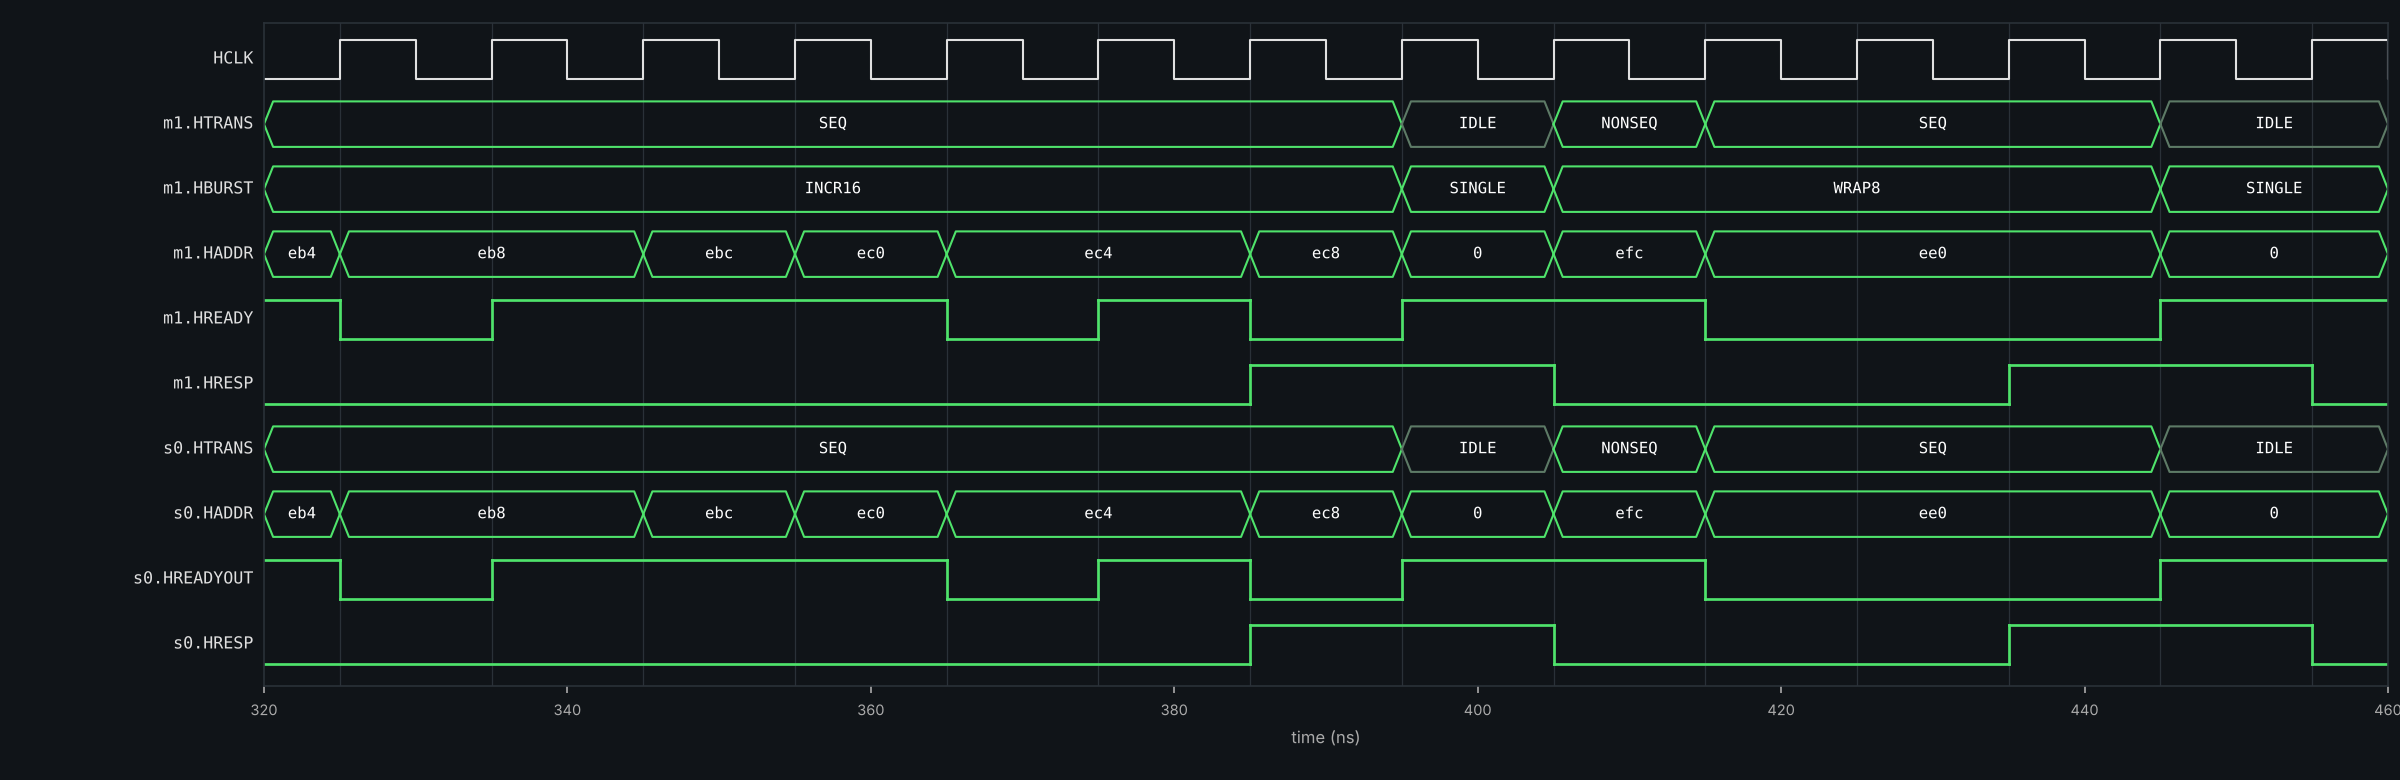 HCLK
m1.HTRANS SEQ IDLE NONSEQ SEQ IDLE
m1.HBURST INCR16 SINGLE WRAP8 SINGLE
m1.HADDR eb4 eb8 ebc ec0 ec4 ec8 0 efc ee0 0
m1.HREADY
m1.HRESP
s0.HTRANS SEQ IDLE NONSEQ SEQ IDLE
s0.HADDR eb4 eb8 ebc ec0 ec4 ec8 0 efc ee0 0
s0.HREADYOUT
s0.HRESP
320 340 360 380 400 420 440 460
time (ns)